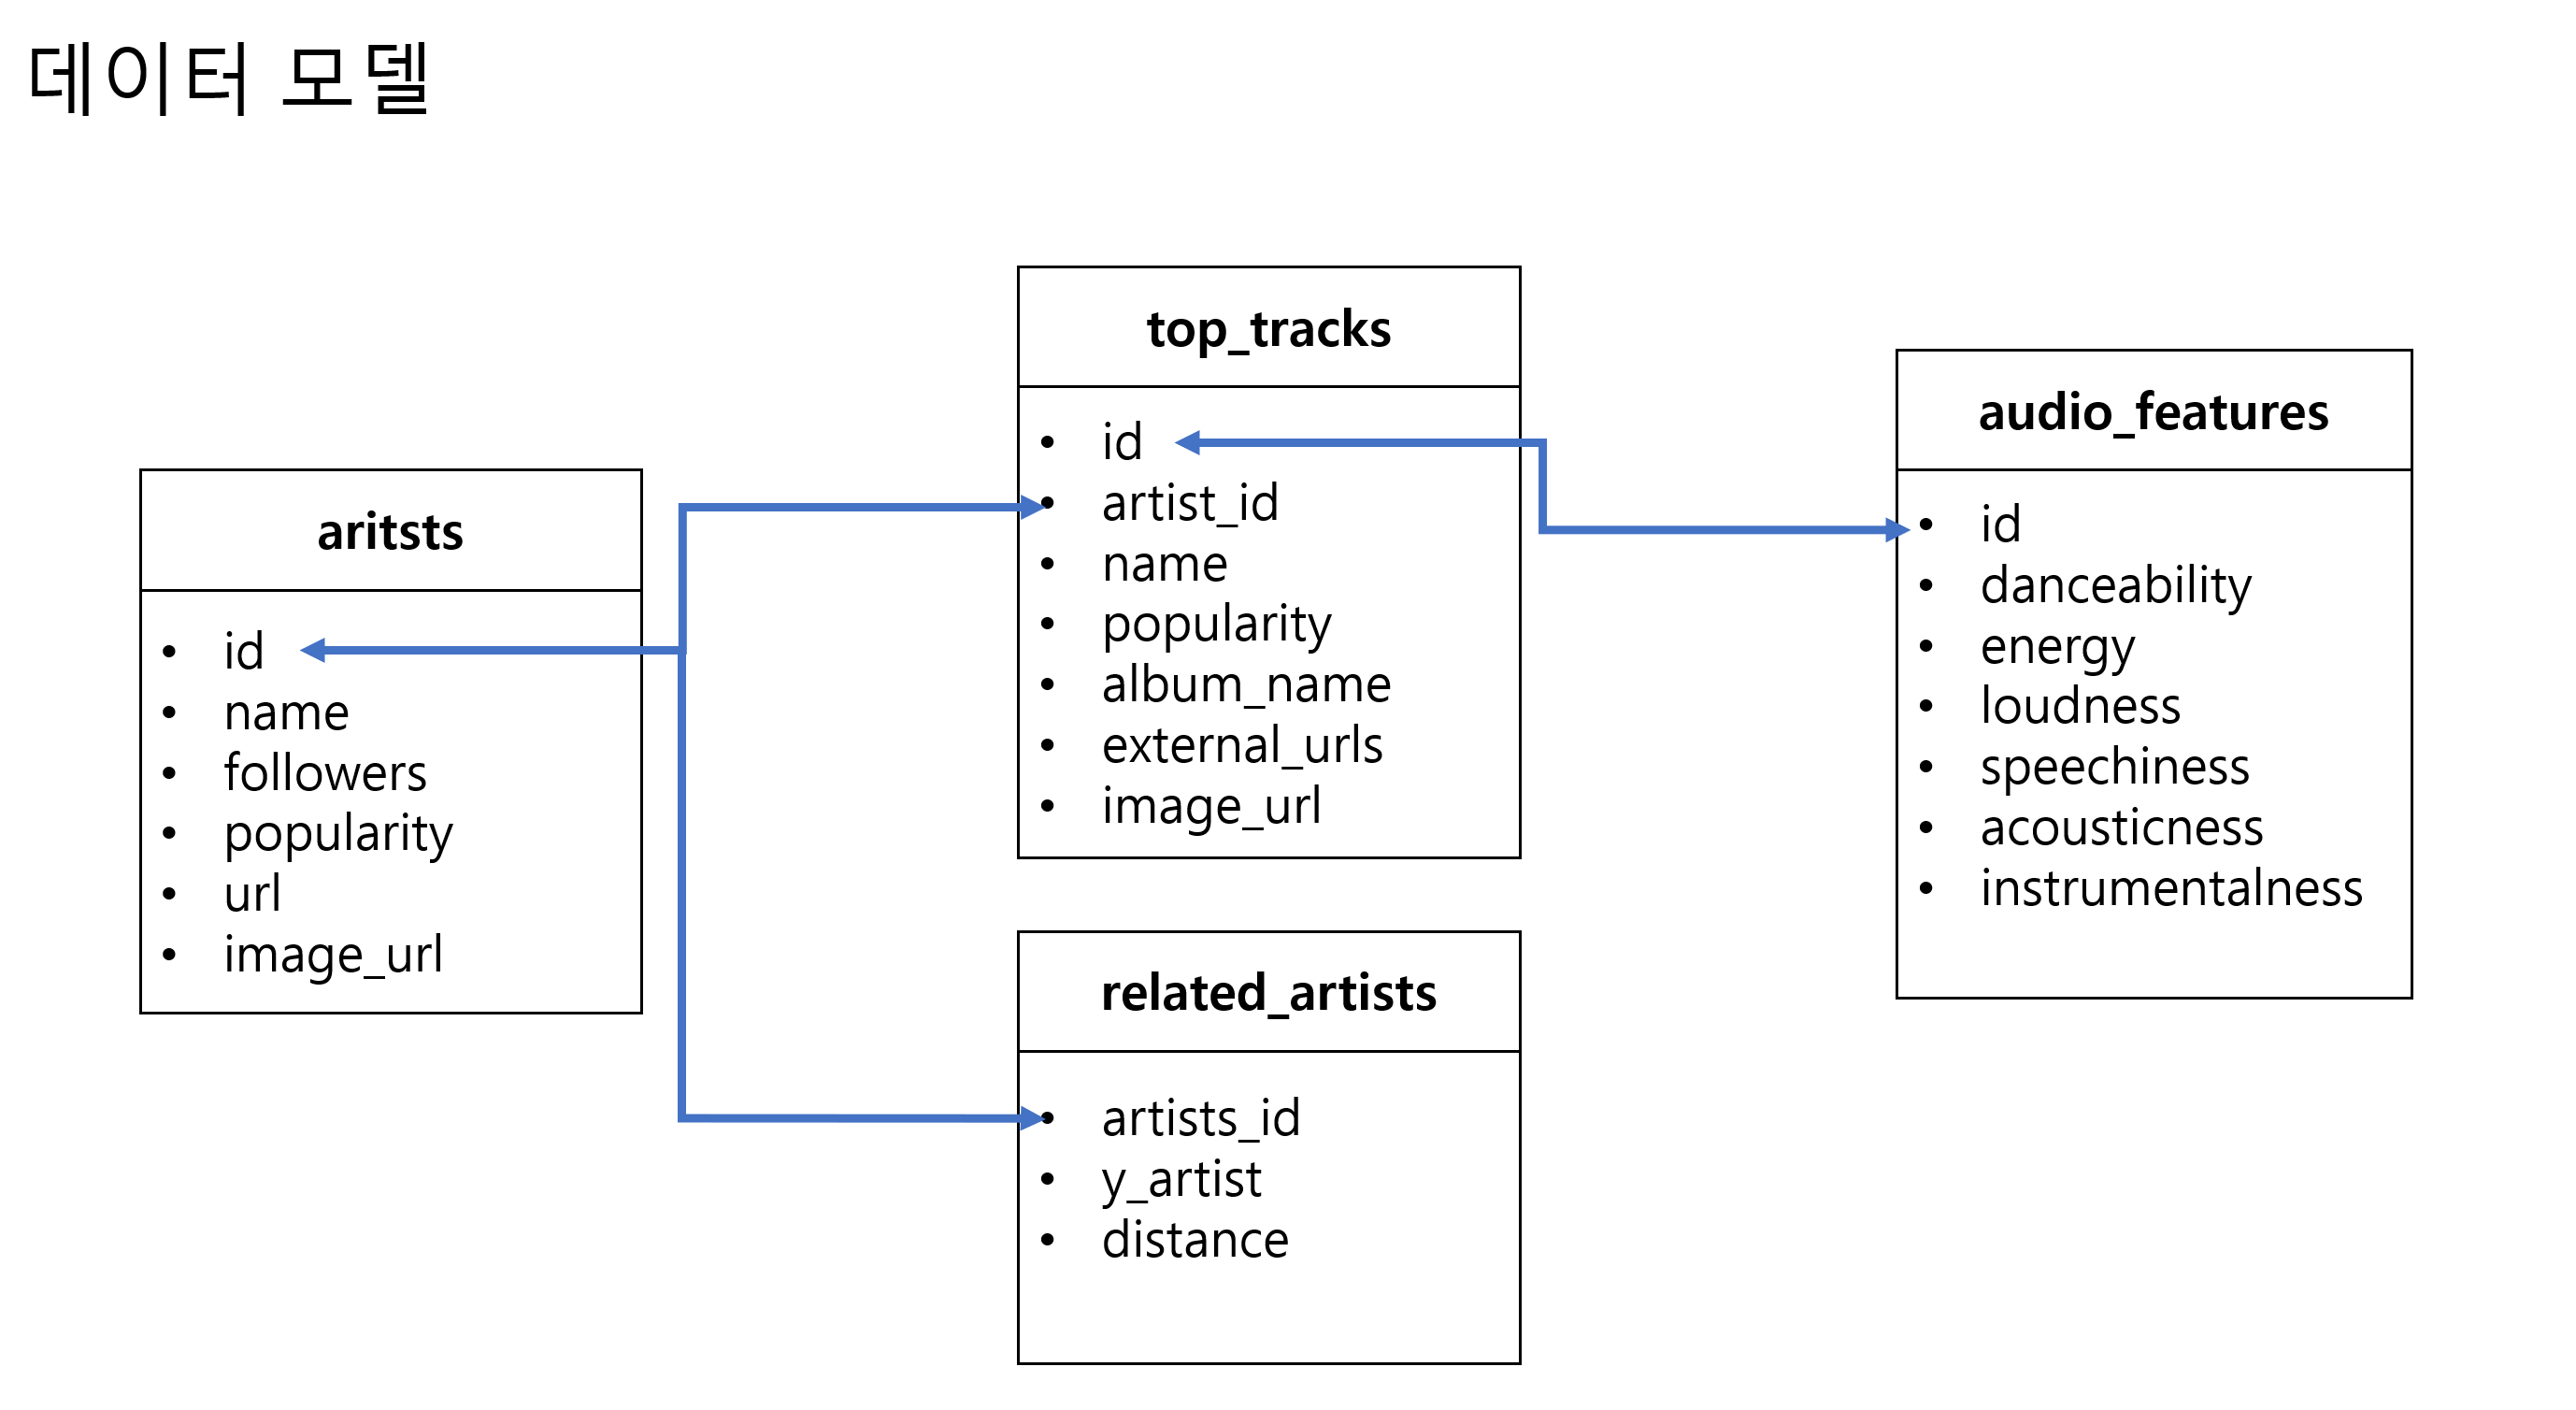 데이터 모델
aritsts
• id
• name
• followers
• popularity
• url
• image_url
top_tracks
• id
• artist_id
• name
• popularity
• album_name
• external_urls
• image_url
related_artists
• artists_id
• y_artist
• distance
audio_features
• id
• danceability
• energy
• loudness
• speechiness
• acousticness
• instrumentalness